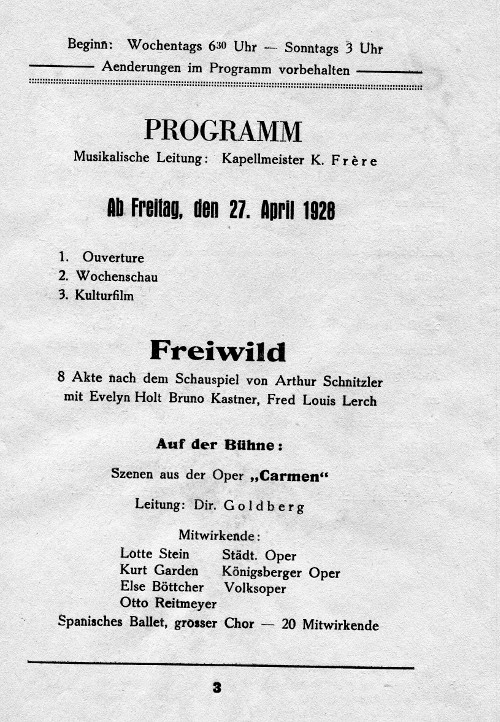 Beginn: Wochentags 6³⁰ Uhr — Sonntags 3 Uhr
Aenderungen im Programm vorbehalten
PROGRAMM
Musikalische Leitung: Kapellmeister K. Frère
Ab Freitag, den 27. April 1928
1. Ouverture
2. Wochenschau
3. Kulturfilm
Freiwild
8 Akte nach dem Schauspiel von Arthur Schnitzler
mit Evelyn Holt Bruno Kastner, Fred Louis Lerch
Auf der Bühne:
Szenen aus der Oper „Carmen“
Leitung: Dir. Goldberg
Mitwirkende:
Lotte Stein Städt. Oper
Kurt Garden Königsberger Oper
Else Böttcher Volksoper
Otto Reitmeyer
Spanisches Ballet, grosser Chor — 20 Mitwirkende
3